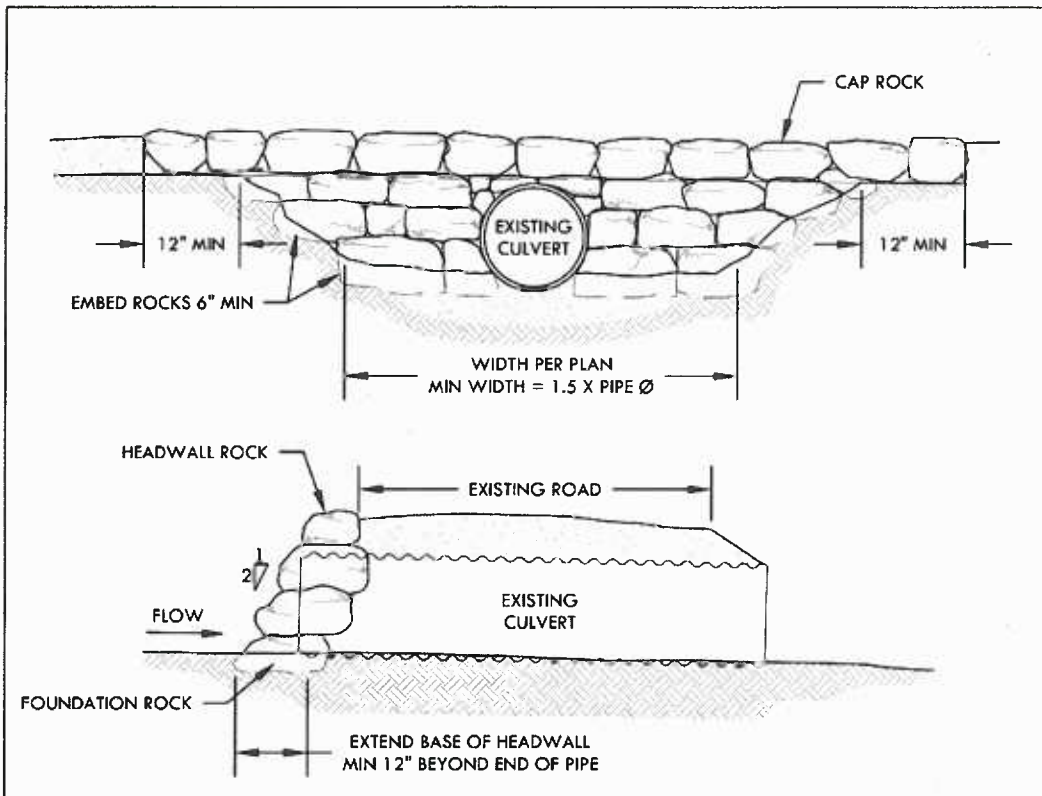 CAP ROCK
EXISTING
CULVERT
12" MIN
12" MIN
EMBED ROCKS 6" MIN
WIDTH PER PLAN
MIN WIDTH = 1.5 X PIPE Ø
HEADWALL ROCK
EXISTING ROAD
1
2
EXISTING
CULVERT
FLOW
FOUNDATION ROCK
EXTEND BASE OF HEADWALL
MIN 12" BEYOND END OF PIPE